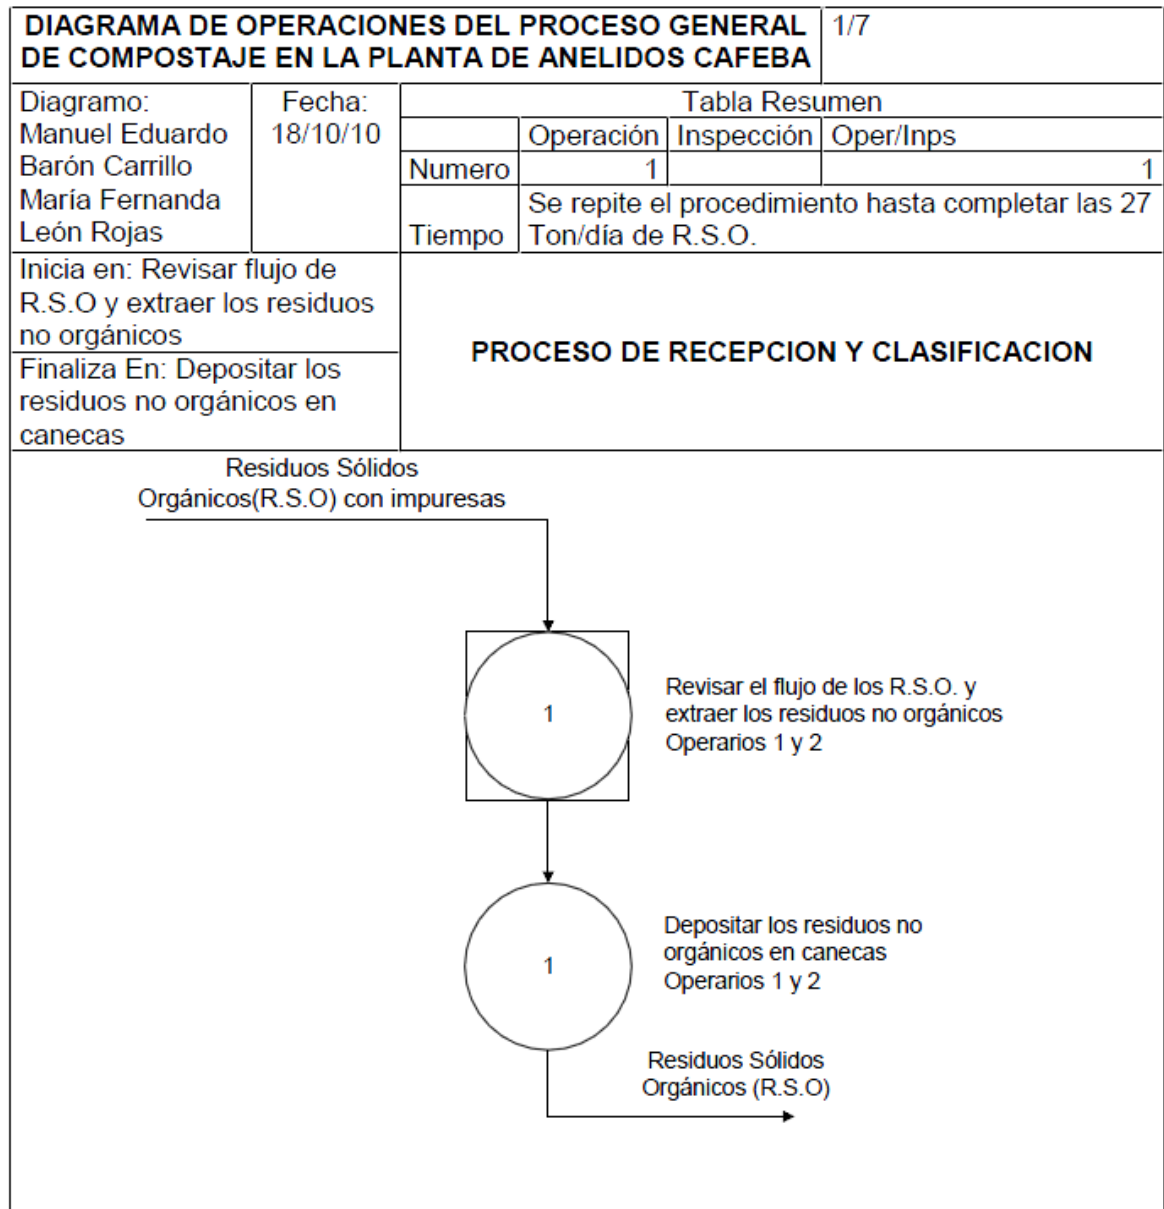 DIAGRAMA DE OPERACIONES DEL PROCESO GENERAL
DE COMPOSTAJE EN LA PLANTA DE ANELIDOS CAFEBA
1/7
Diagramo:
Manuel Eduardo
Barón Carrillo
María Fernanda
León Rojas
Fecha:
18/10/10
Tabla Resumen
Operación Inspección Oper/Inps
Numero 1 1
Tiempo
Se repite el procedimiento hasta completar las 27
Ton/día de R.S.O.
Inicia en: Revisar flujo de
R.S.O y extraer los residuos
no orgánicos
Finaliza En: Depositar los
residuos no orgánicos en
canecas
PROCESO DE RECEPCION Y CLASIFICACION
Residuos Sólidos
Orgánicos(R.S.O) con impuresas
1
Revisar el flujo de los R.S.O. y
extraer los residuos no orgánicos
Operarios 1 y 2
1
Depositar los residuos no
orgánicos en canecas
Operarios 1 y 2
Residuos Sólidos
Orgánicos (R.S.O)